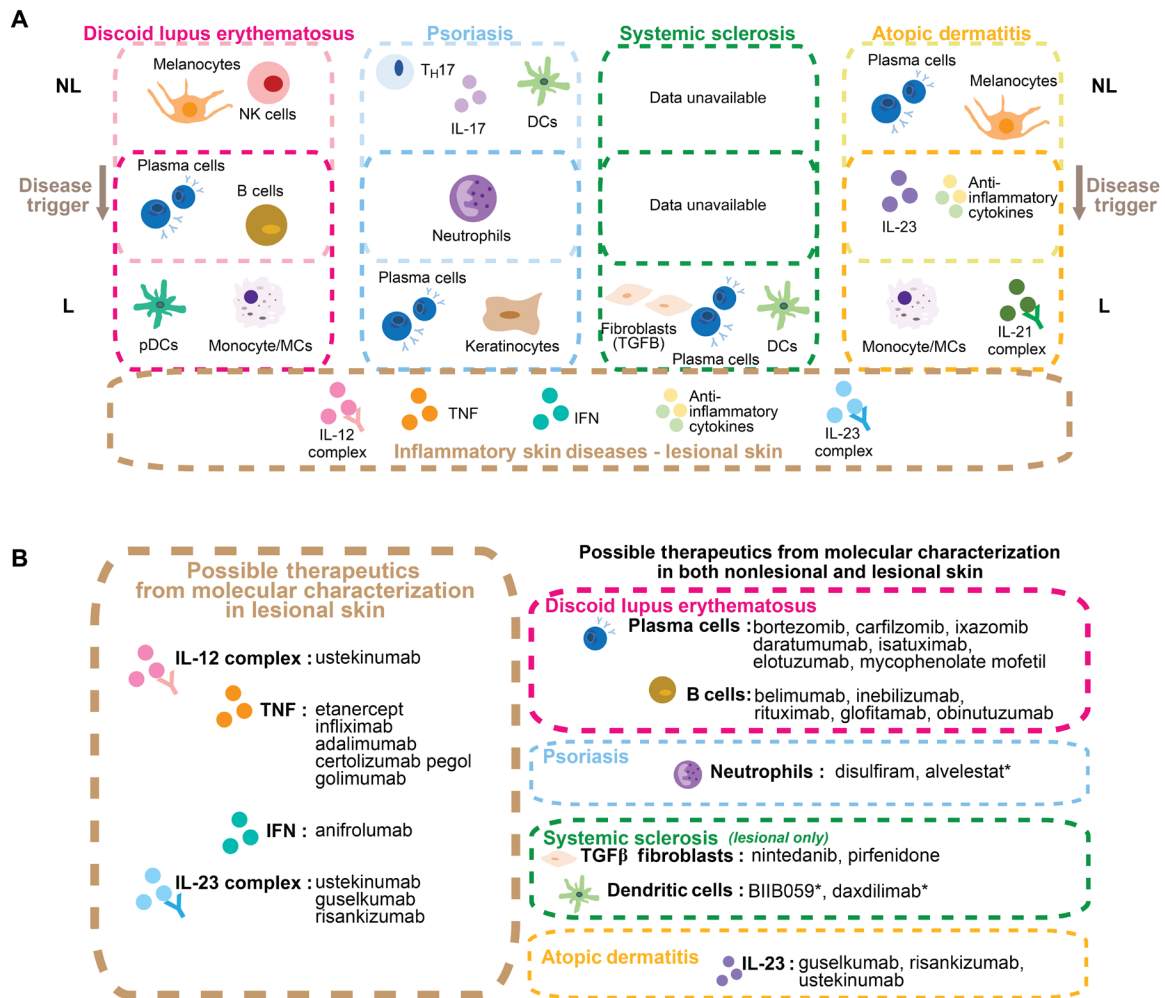 A
Discoid lupus erythematosus
Psoriasis
Systemic sclerosis
Atopic dermatitis
NL
Melanocytes
NK cells
TH17
IL-17
DCs
Data unavailable
Plasma cells
Melanocytes
NL
Disease
trigger
Plasma cells
B cells
Neutrophils
Data unavailable
IL-23
Anti-
inflammatory
cytokines
Disease
trigger
L
pDCs
Monocyte/MCs
Plasma cells
Keratinocytes
Fibroblasts
(TGFB)
Plasma cells
DCs
Monocyte/MCs
IL-21
complex
L
IL-12
complex
TNF
IFN
Anti-
inflammatory
cytokines
IL-23
complex
Inflammatory skin diseases - lesional skin
B
Possible therapeutics
from molecular characterization
in lesional skin
IL-12 complex : ustekinumab
TNF : etanercept
infliximab
adalimumab
certolizumab pegol
golimumab
IFN : anifrolumab
IL-23 complex : ustekinumab
guselkumab
risankizumab
Possible therapeutics from molecular characterization
in both nonlesional and lesional skin
Discoid lupus erythematosus
Plasma cells : bortezomib, carfilzomib, ixazomib
daratumumab, isatuximab,
elotuzumab, mycophenolate mofetil
B cells: belimumab, inebilizumab,
rituximab, glofitamab, obinutuzumab
Psoriasis
Neutrophils : disulfiram, alvelestat*
Systemic sclerosis (lesional only)
TGFβ fibroblasts : nintedanib, pirfenidone
Dendritic cells : BIIB059*, daxdilimab*
Atopic dermatitis
IL-23 : guselkumab, risankizumab,
ustekinumab